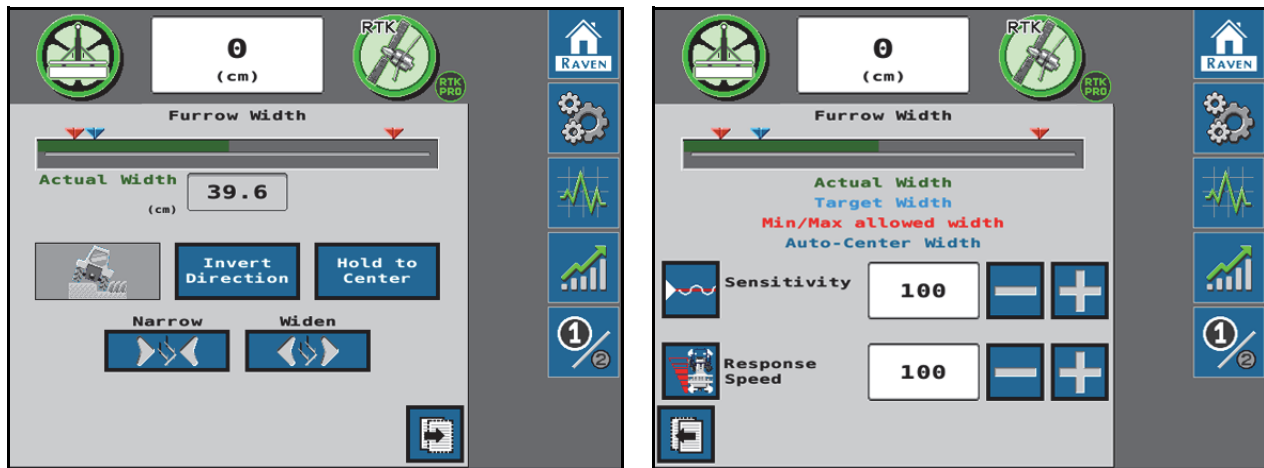 0
(cm)
RTK
RTK
PRO
RAVEN
Furrow Width
Actual Width
(cm)
39.6
Invert
Direction
Hold to
Center
Narrow
Widen
1/2
0
(cm)
RTK
RTK
PRO
RAVEN
Furrow Width
Actual Width
Target Width
Min/Max allowed width
Auto-Center Width
Sensitivity
100
Response
Speed
100
1/2